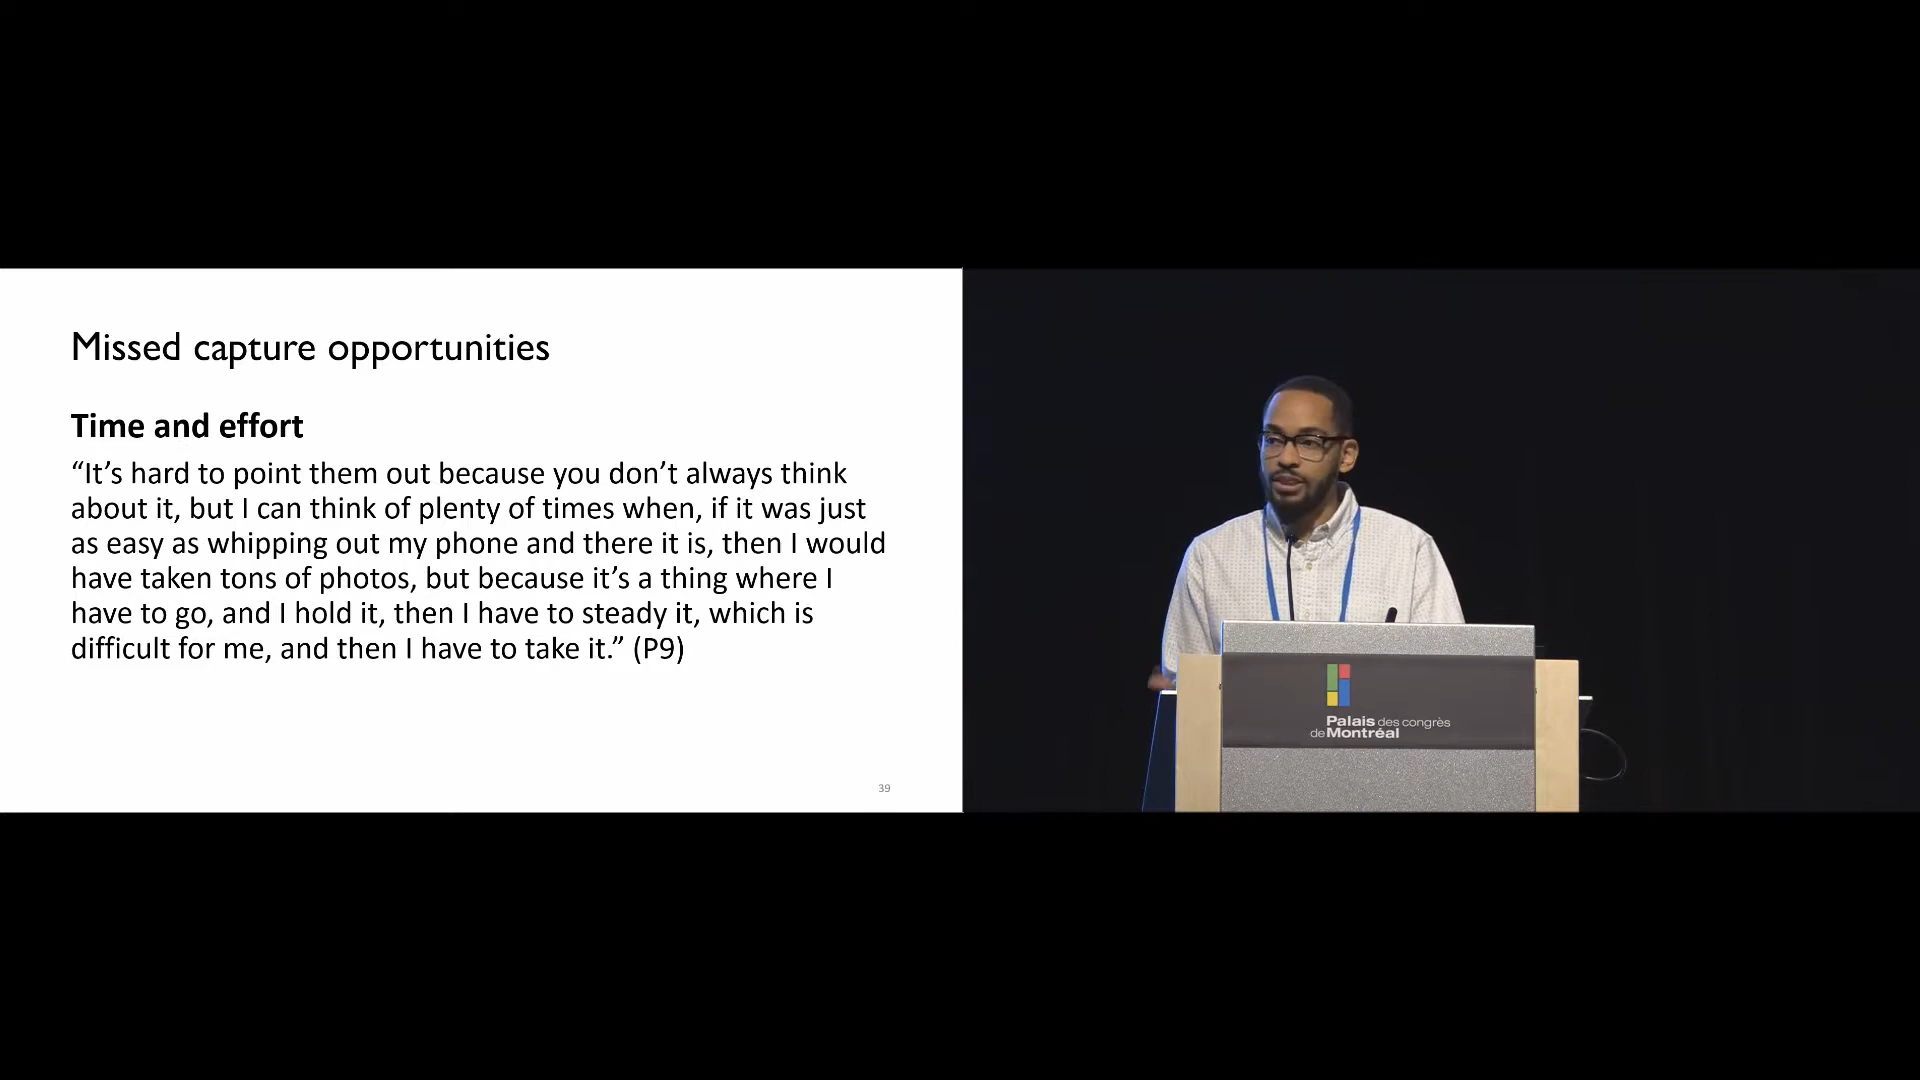 Missed capture opportunities
Time and effort
“It’s hard to point them out because you don’t always think
about it, but I can think of plenty of times when, if it was just
as easy as whipping out my phone and there it is, then I would
have taken tons of photos, but because it’s a thing where I
have to go, and I hold it, then I have to steady it, which is
difficult for me, and then I have to take it.” (P9)
39
Palais des congrès
de Montréal